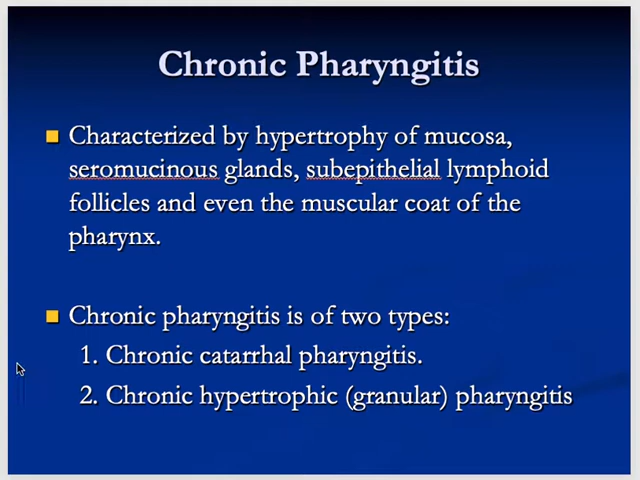 Chronic Pharyngitis
Characterized by hypertrophy of mucosa,
seromucinous glands, subepithelial lymphoid
follicles and even the muscular coat of the
pharynx.
Chronic pharyngitis is of two types:
1. Chronic catarrhal pharyngitis.
2. Chronic hypertrophic (granular) pharyngitis